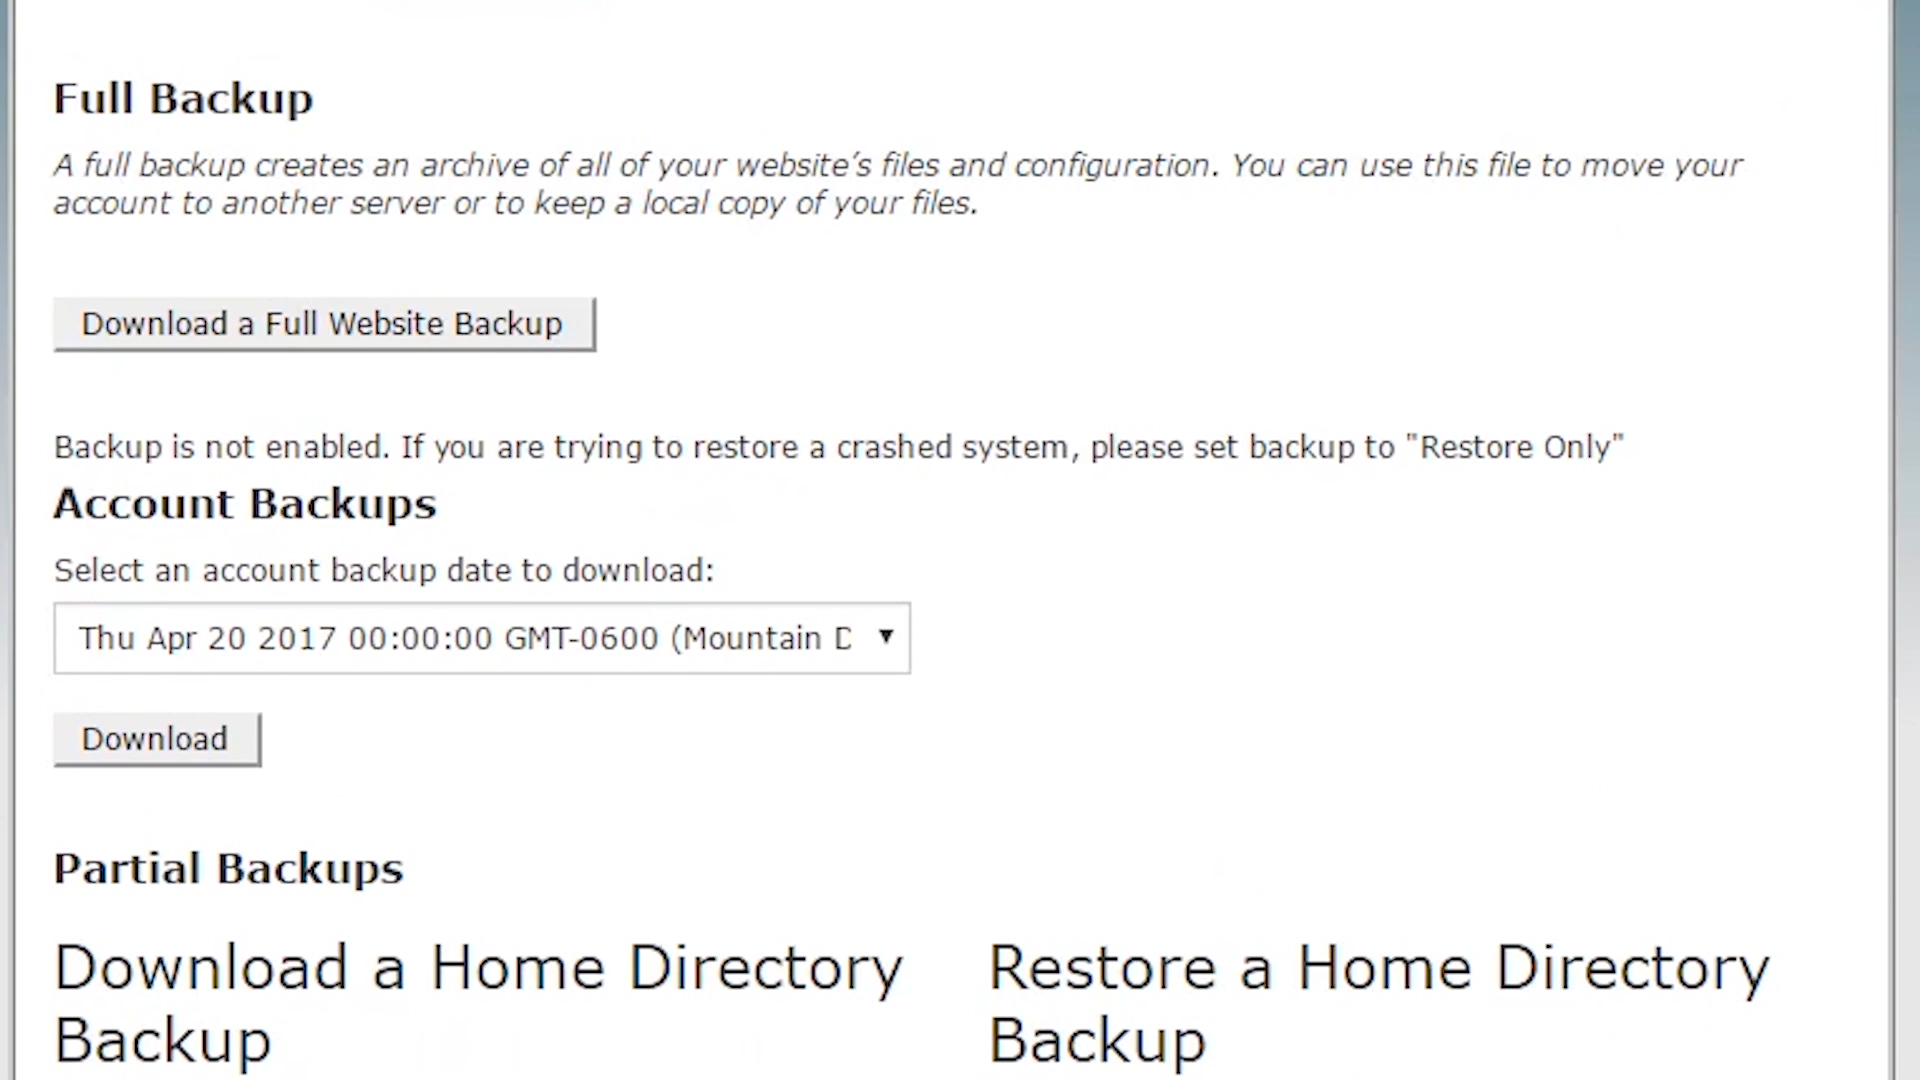 Full Backup
A full backup creates an archive of all of your website’s files and configuration. You can use this file to move your
account to another server or to keep a local copy of your files.
Download a Full Website Backup
Backup is not enabled. If you are trying to restore a crashed system, please set backup to "Restore Only"
Account Backups
Select an account backup date to download:
Thu Apr 20 2017 00:00:00 GMT-0600 (Mountain D
Download
Partial Backups
Download a Home Directory
Backup
Restore a Home Directory
Backup